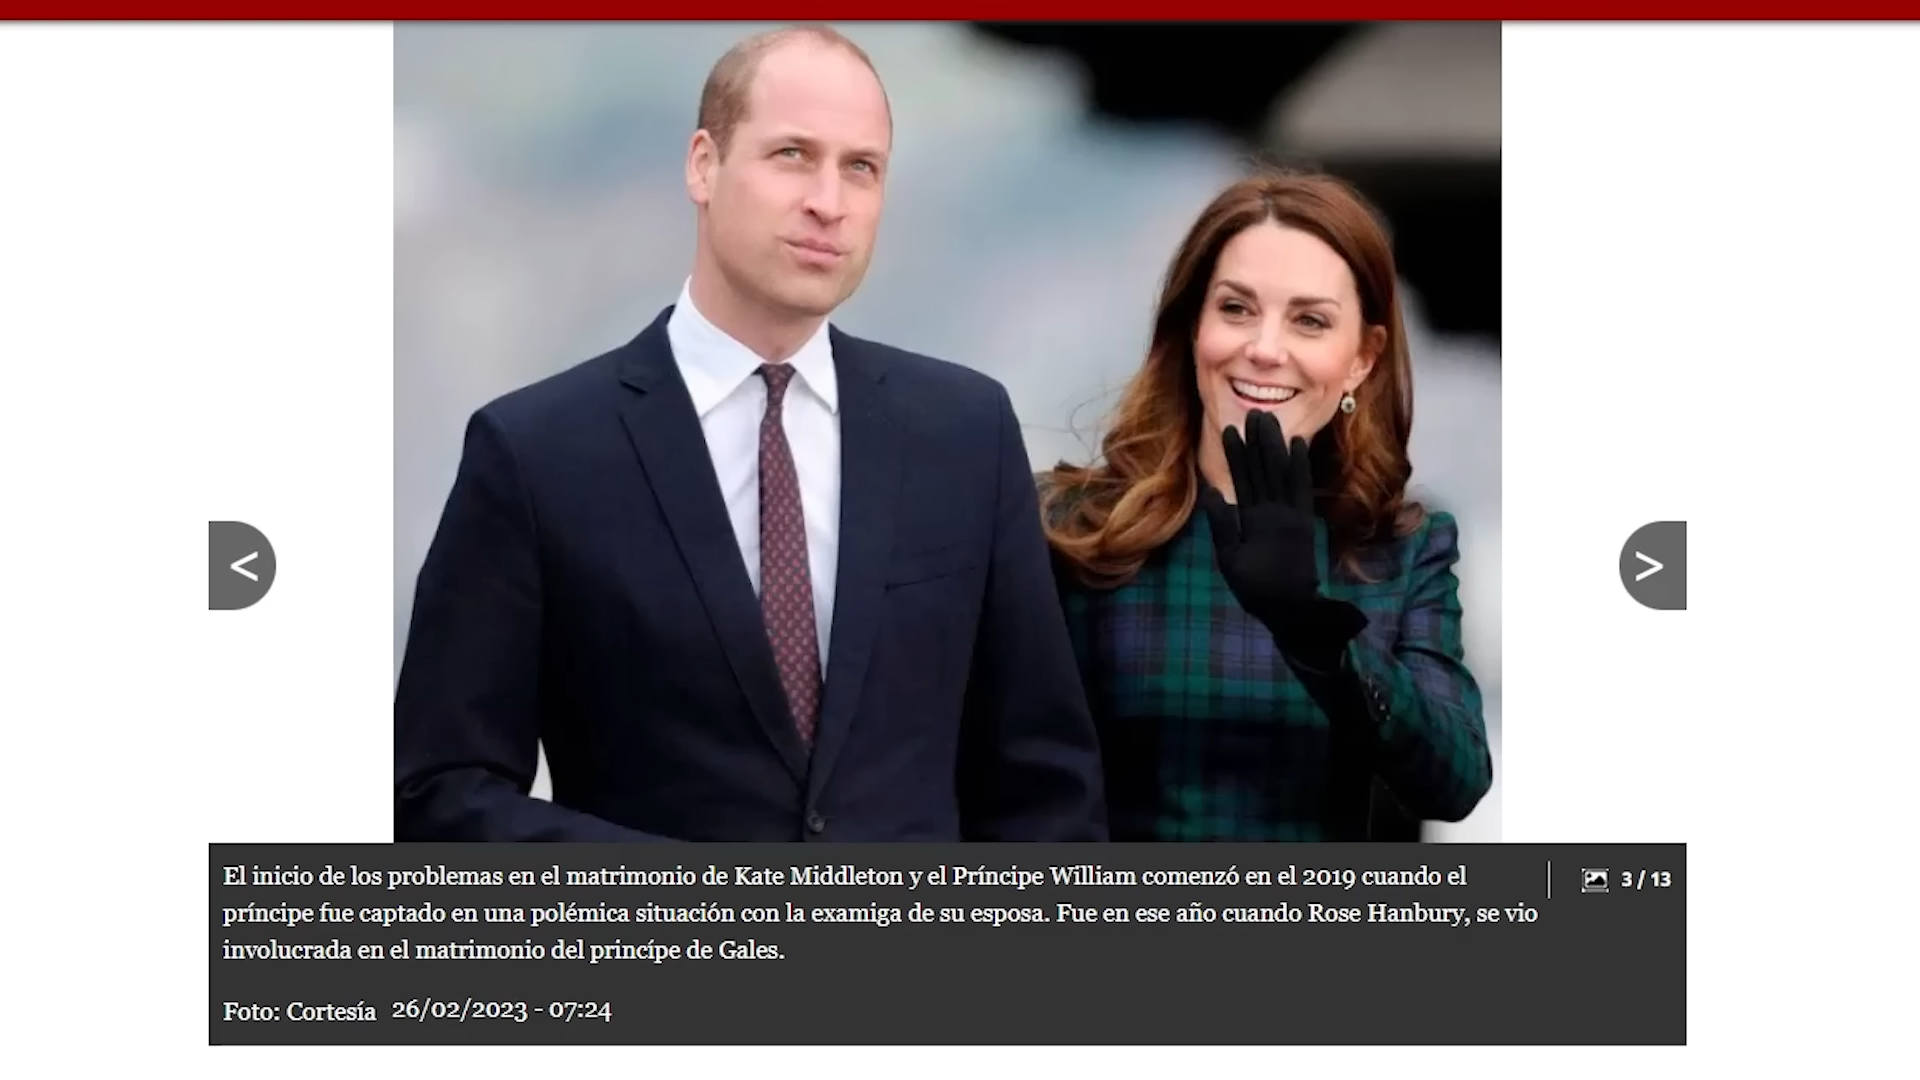 <
>
El inicio de los problemas en el matrimonio de Kate Middleton y el Príncipe William comenzó en el 2019 cuando el
príncipe fue captado en una polémica situación con la examiga de su esposa. Fue en ese año cuando Rose Hanbury, se vio
involucrada en el matrimonio del princípe de Gales.
3 / 13
Foto: Cortesía 26/02/2023 - 07:24